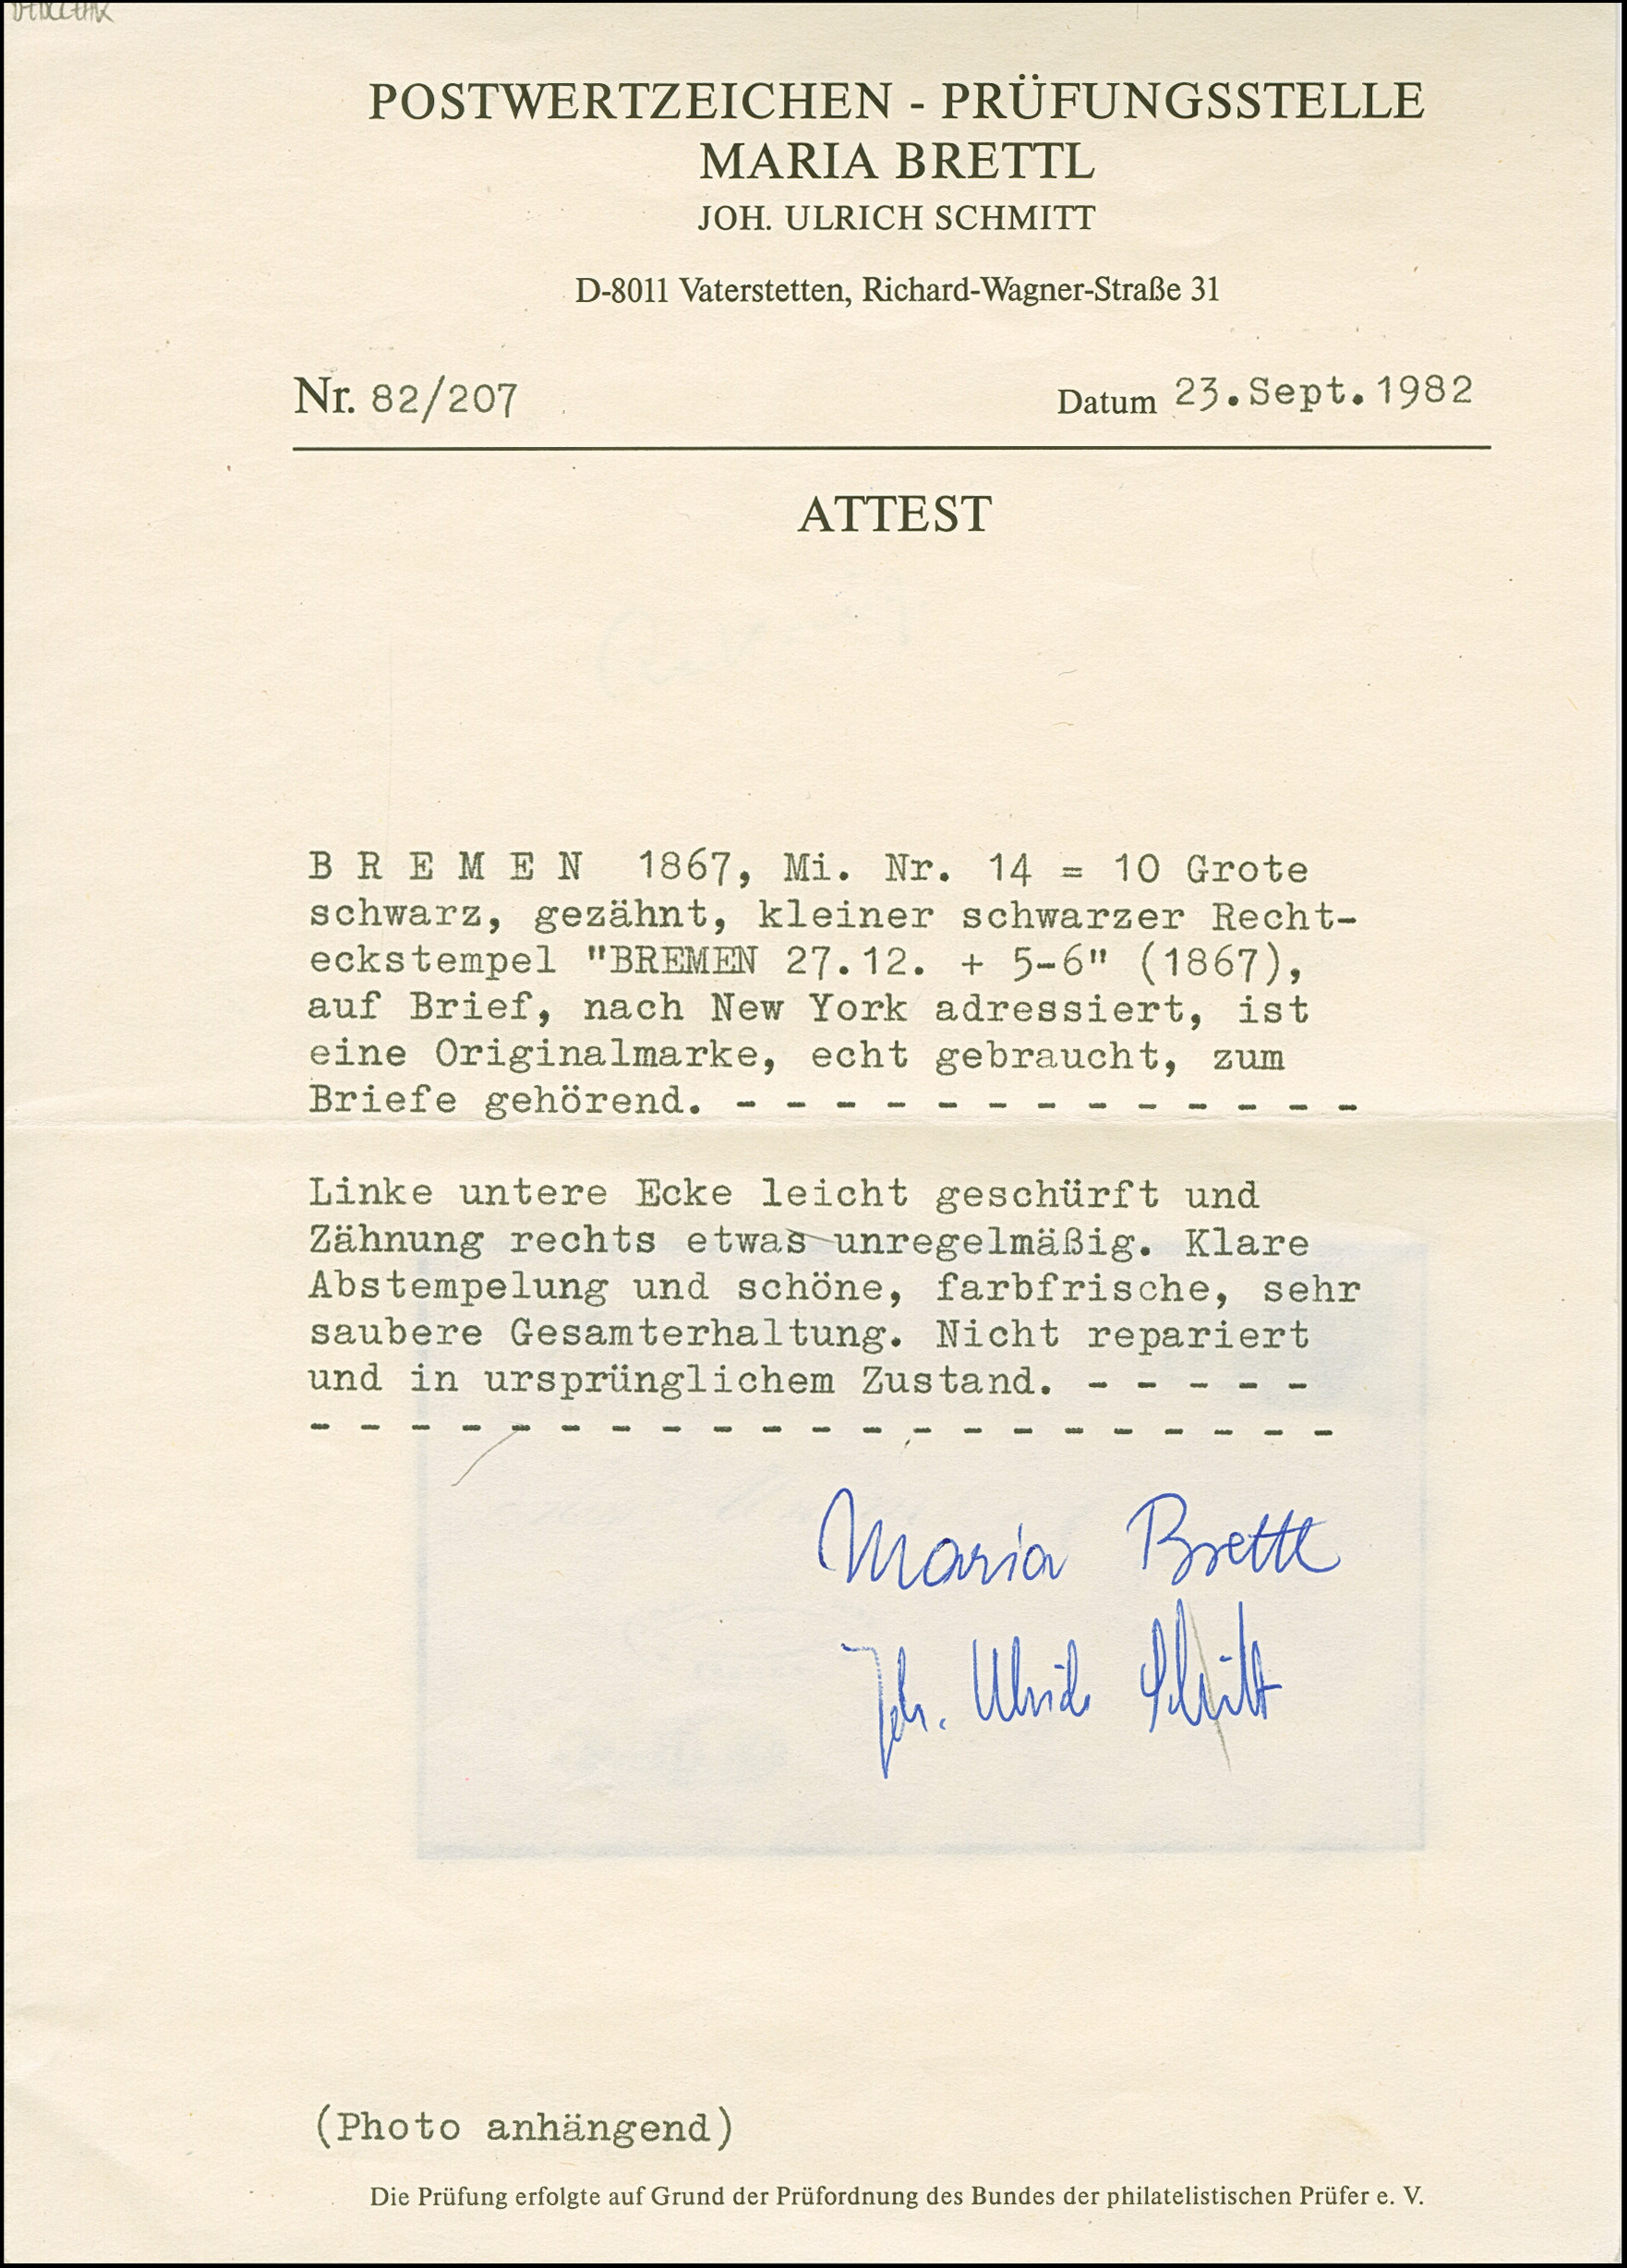 POSTWERTZEICHEN - PRÜFUNGSSTELLE
MARIA BRETTL
JOH. ULRICH SCHMITT
D-8011 Vaterstetten, Richard-Wagner-Straße 31
Nr. 82/207 Datum 23.Sept.1982
ATTEST
B R E M E N 1867, Mi. Nr. 14 = 10 Grote
schwarz, gezähnt, kleiner schwarzer Recht-
eckstempel "BREMEN 27.12. + 5-6" (1867),
auf Brief, nach New York adressiert, ist
eine Originalmarke, echt gebraucht, zum
Briefe gehörend. - - - - - - - - - - - - -
Linke untere Ecke leicht geschürft und
Zähnung rechts etwas unregelmäßig. Klare
Abstempelung und schöne, farbfrische, sehr
saubere Gesamterhaltung. Nicht repariert
und in ursprünglichem Zustand. - - - - -
- - - - - - - - - - - - - - - - - - - - -
Maria Brettl
Joh. Ulrich Schmitt
(Photo anhängend)
Die Prüfung erfolgte auf Grund der Prüfordnung des Bundes der philatelistischen Prüfer e. V.